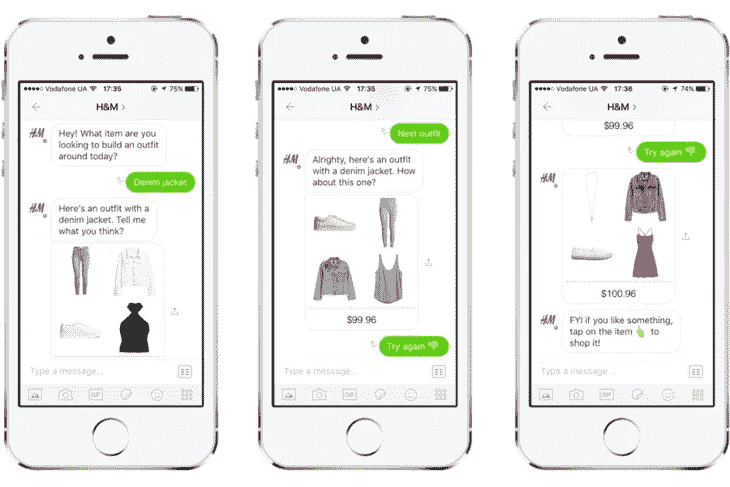 Vodafone UA 17:35 75%
H&M >
H&M
Hey! What item are you
looking to build an outfit
around today?
Denim jacket
H&M
Here's an outfit with a
denim jacket. Tell me
what you think?
Type a message...
GIF
Vodafone UA 17:35 75%
H&M >
Next outfit
H&M
Alrighty, here's an outfit
with a denim jacket. How
about this one?
$99.96
Try again
Type a message...
GIF
Vodafone UA 17:36 74%
H&M >
$99.96
Try again
H&M
$100.96
H&M
FYI if you like something,
tap on the item to
shop it!
Type a message...
GIF